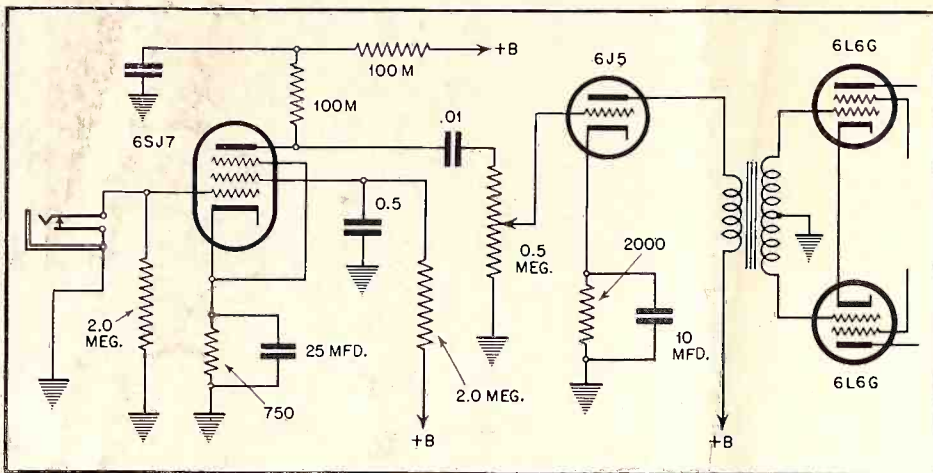 +B
100 M
100 M
6SJ7
6J5
6L6G
.01
0.5
0.5
MEG.
2000
2.0
MEG.
25 MFD.
750
2.0 MEG.
10
MFD.
6L6G
+B
+B